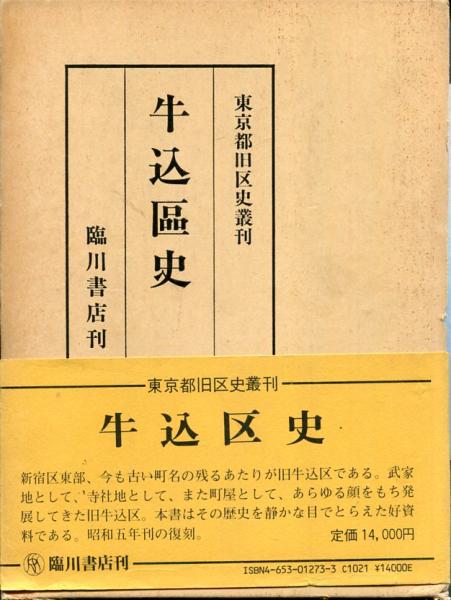 東京都旧区史叢刊
牛込區史
臨川書店刊
東京都旧区史叢刊
牛込区史
新宿区東部、今も古い町名の残るあたりが旧牛込区である。武家
地として、寺社地として、また町屋として、あらゆる顔をもち発
展してきた旧牛込区。本書はその歴史を静かな目でとらえた好資
料である。昭和五年刊の復刻。
定価14,000円
臨川書店刊
ISBN4-653-01273-3 C1021 ¥14000E